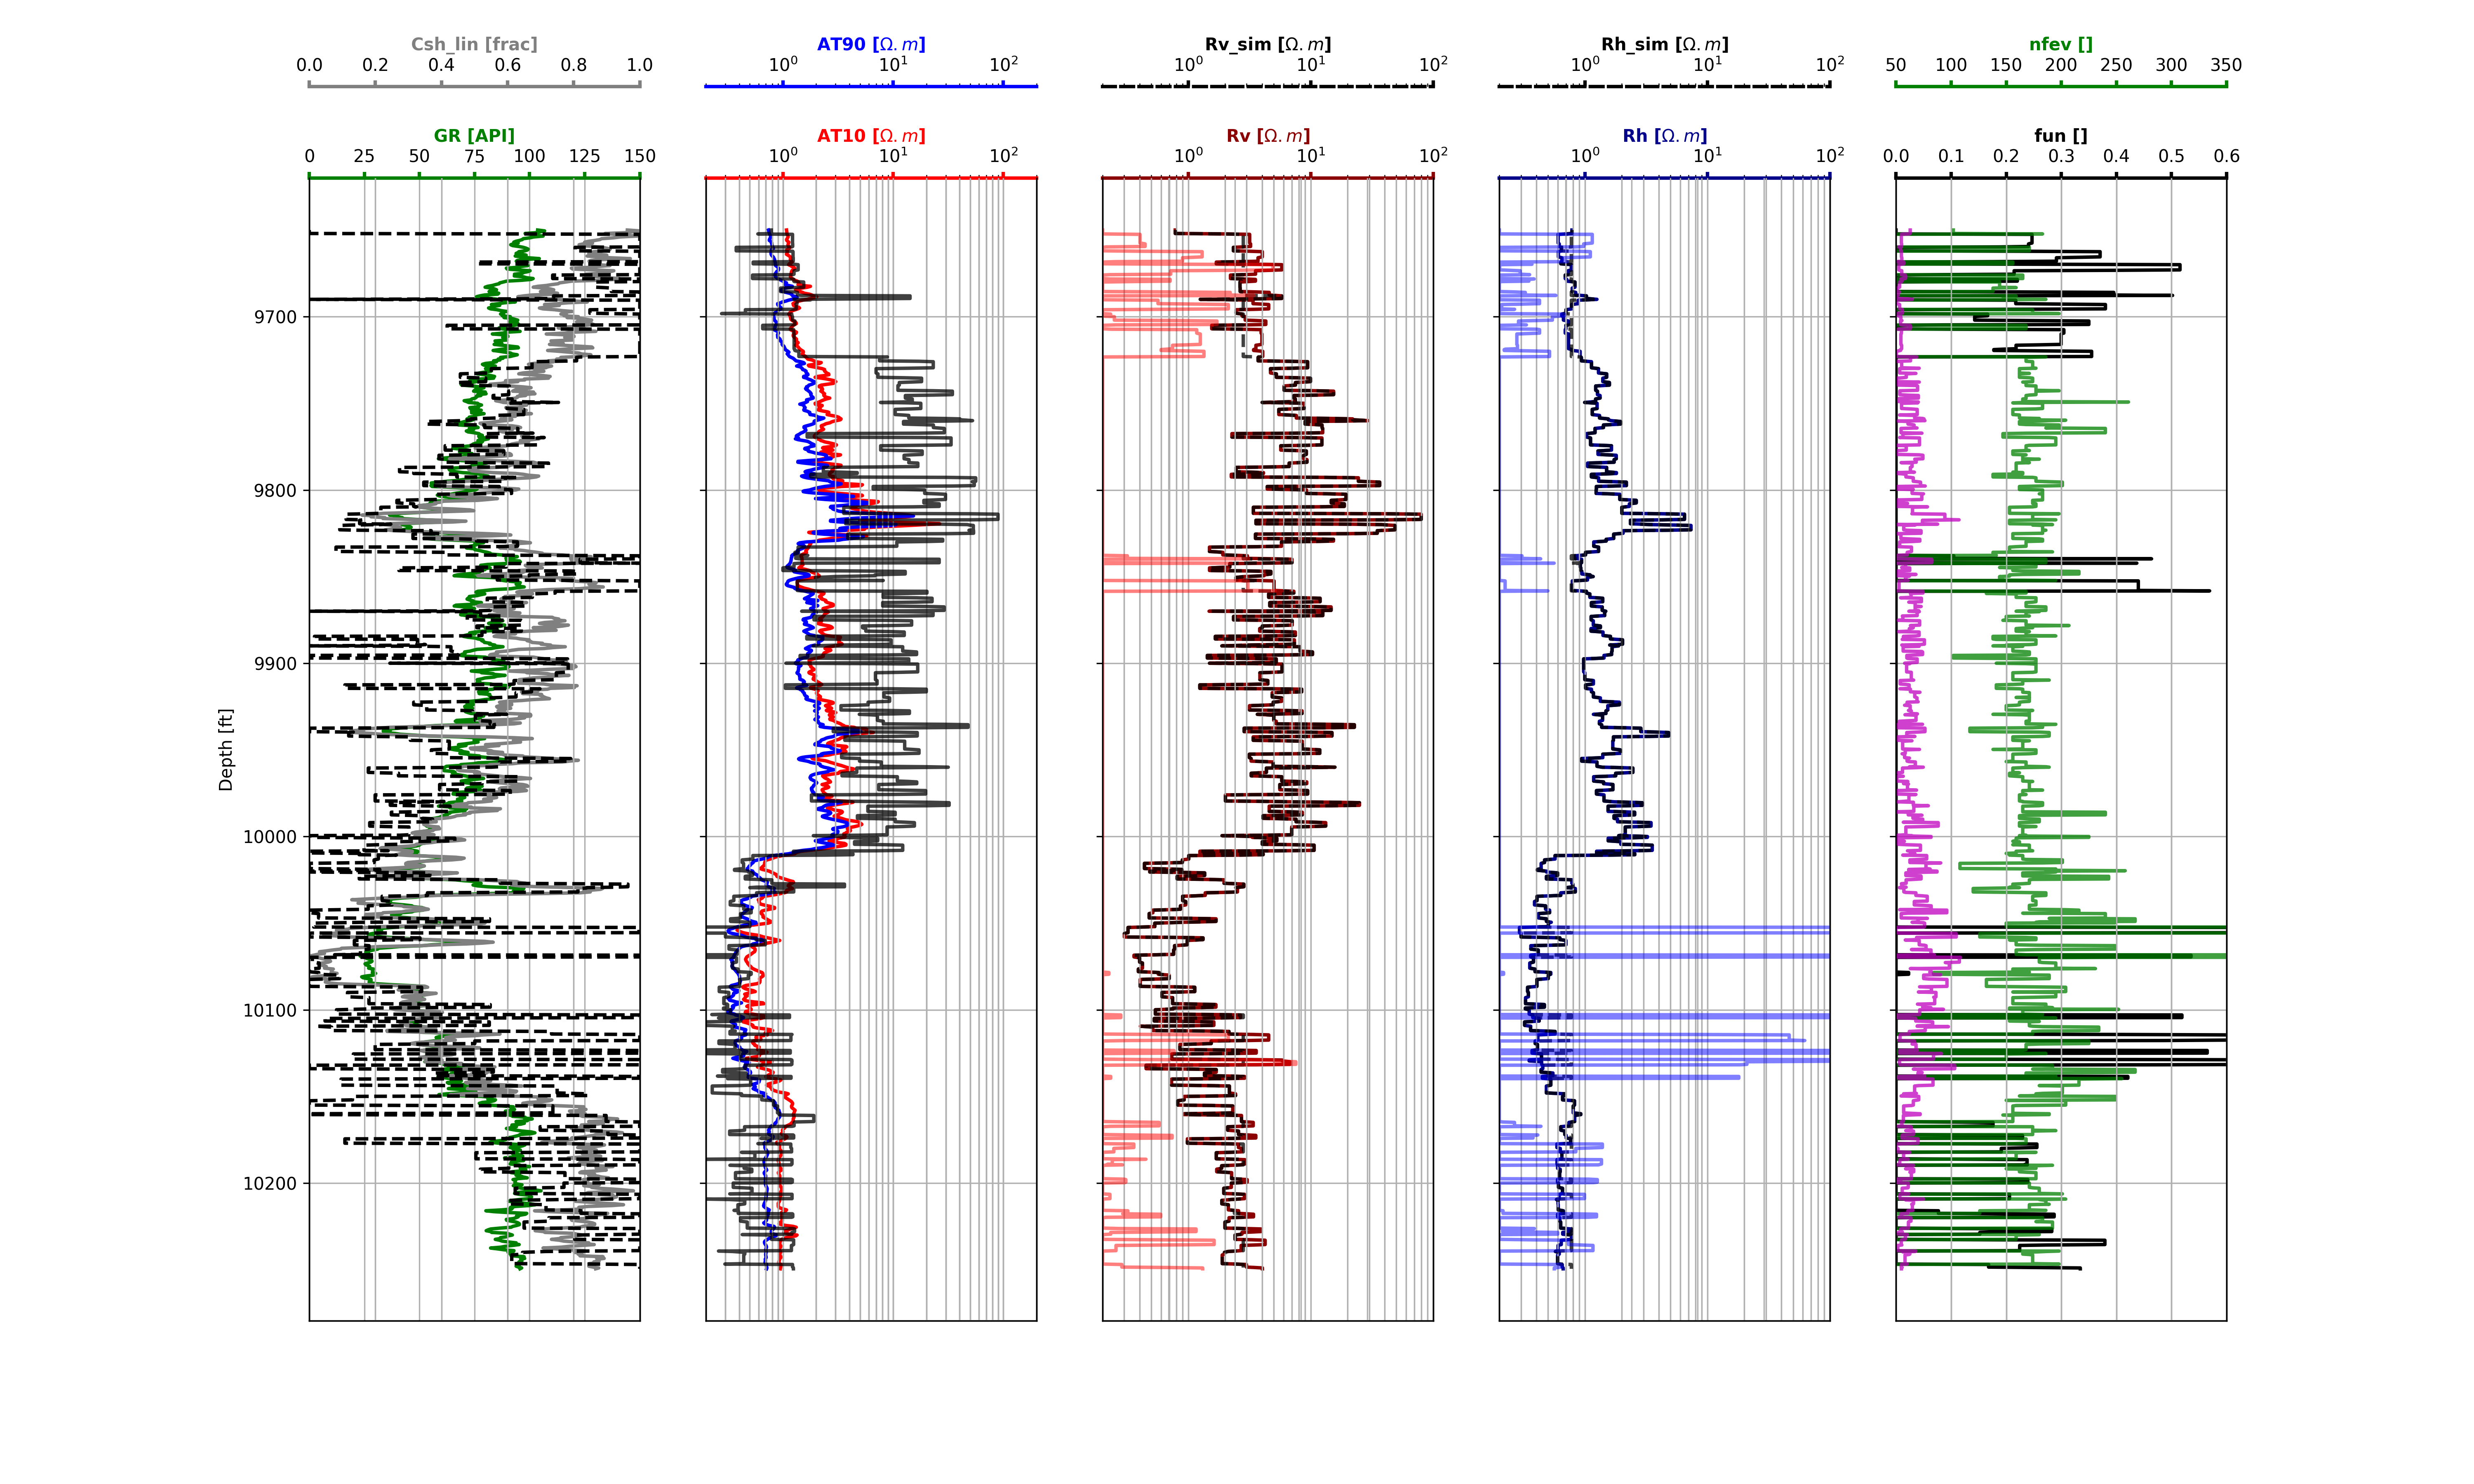 Csh_lin [frac] AT90 [Ω.m] Rv_sim [Ω.m] Rh_sim [Ω.m] nfev []
0.0 0.2 0.4 0.6 0.8 1.0 10⁰ 10¹ 10² 10⁰ 10¹ 10² 10⁰ 10¹ 10² 50 100 150 200 250 300 350
GR [API] AT10 [Ω.m] Rv [Ω.m] Rh [Ω.m] fun []
0 25 50 75 100 125 150 10⁰ 10¹ 10² 10⁰ 10¹ 10² 10⁰ 10¹ 10² 0.0 0.1 0.2 0.3 0.4 0.5 0.6
9700
9800
9900
Depth [ft]
10000
10100
10200